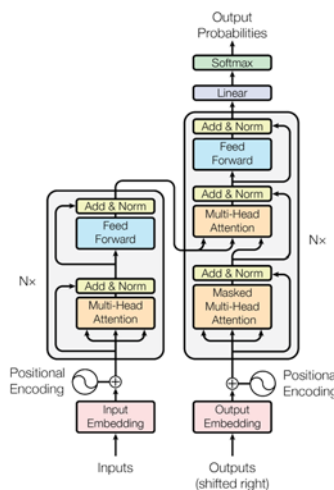 Output
Probabilities
Softmax
Linear
Add & Norm
Feed
Forward
Add & Norm
Multi-Head
Attention
Add & Norm
Masked
Multi-Head
Attention
N×
Positional
Encoding
Output
Embedding
Outputs
(shifted right)
Add & Norm
Feed
Forward
Add & Norm
Multi-Head
Attention
N×
Positional
Encoding
Input
Embedding
Inputs